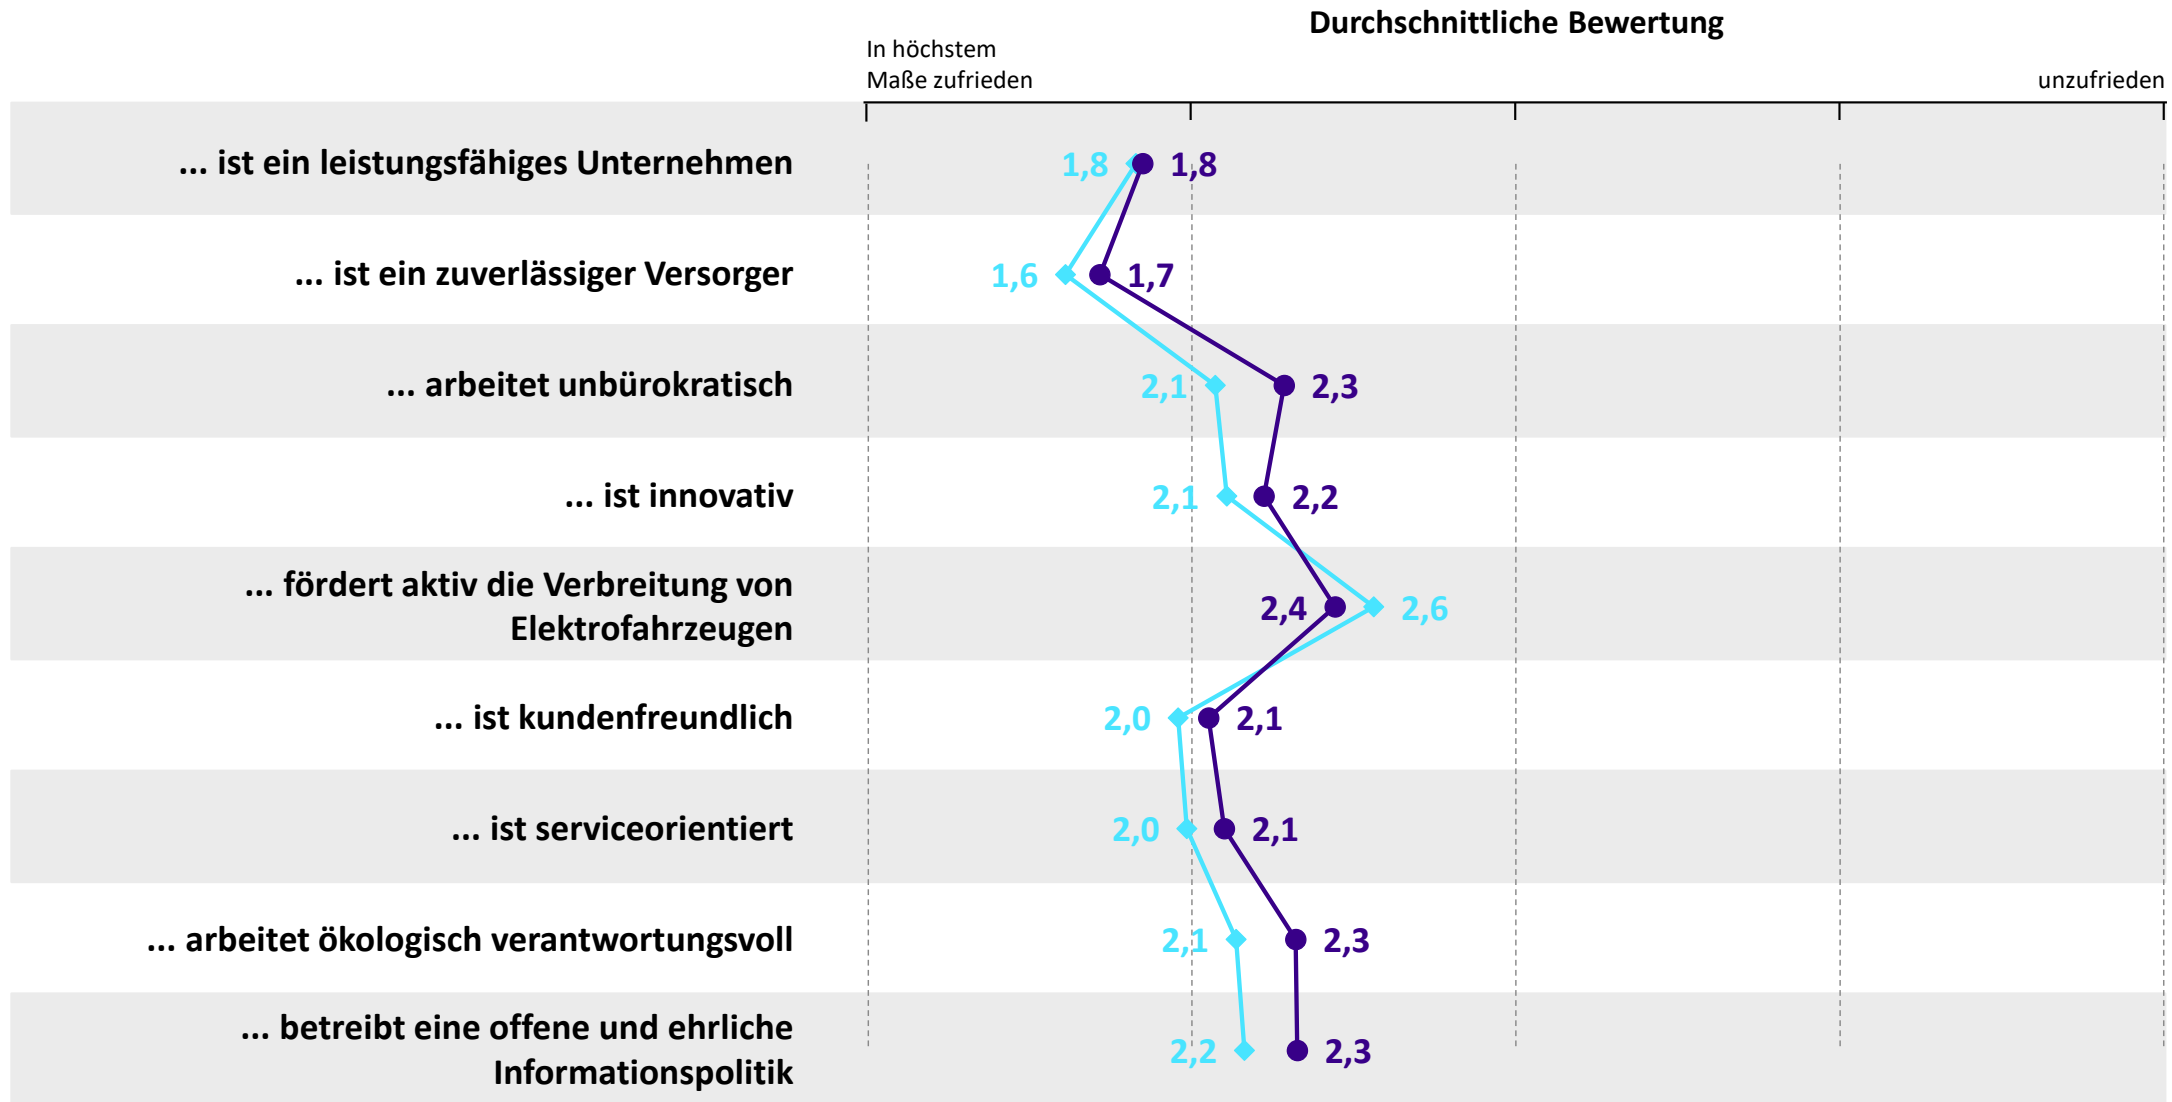 Durchschnittliche Bewertung
In höchstem
Maße zufrieden
unzufrieden
... ist ein leistungsfähiges Unternehmen
1,8
1,8
... ist ein zuverlässiger Versorger
1,6
1,7
... arbeitet unbürokratisch
2,1
2,3
... ist innovativ
2,1
2,2
... fördert aktiv die Verbreitung von
Elektrofahrzeugen
2,4
2,6
... ist kundenfreundlich
2,0
2,1
... ist serviceorientiert
2,0
2,1
... arbeitet ökologisch verantwortungsvoll
2,1
2,3
... betreibt eine offene und ehrliche
Informationspolitik
2,2
2,3